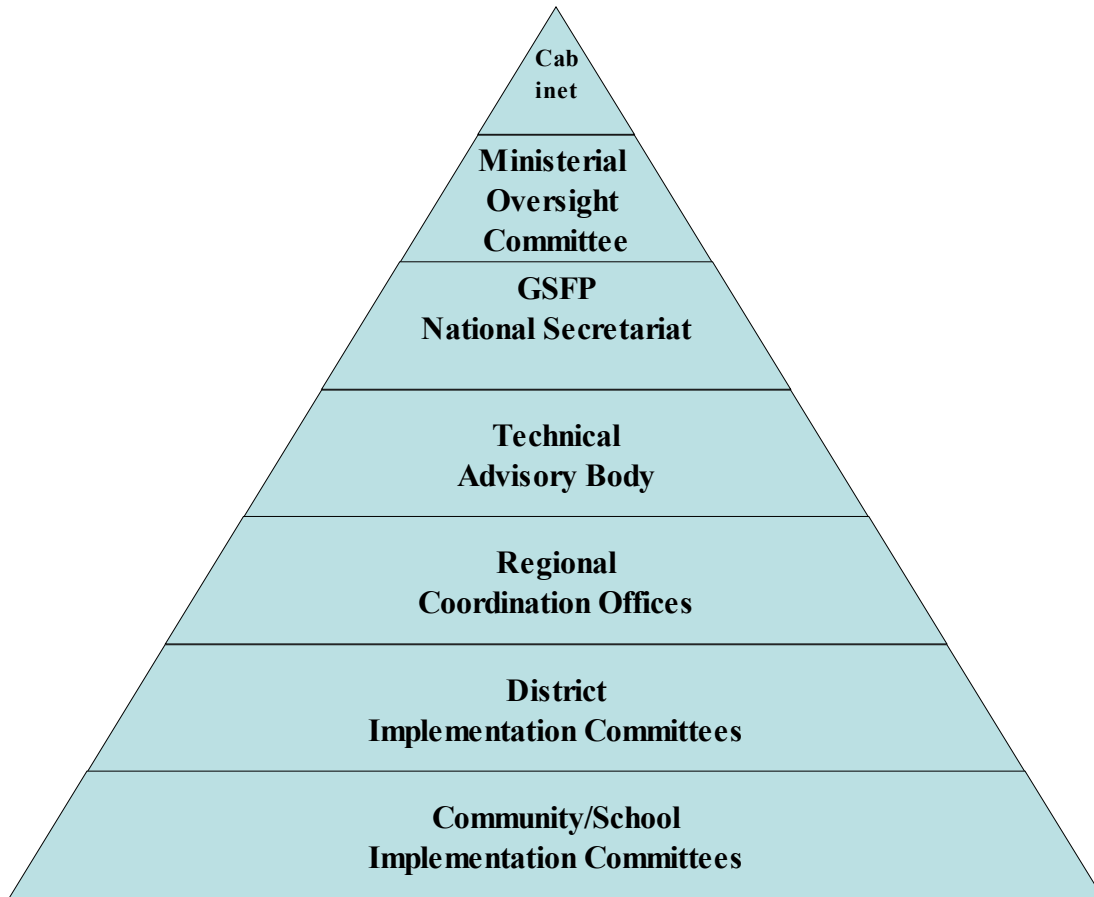 Cab
inet
Ministerial
Oversight
Committee
GSFP
National Secretariat
Technical
Advisory Body
Regional
Coordination Offices
District
Implementation Committees
Community/School
Implementation Committees